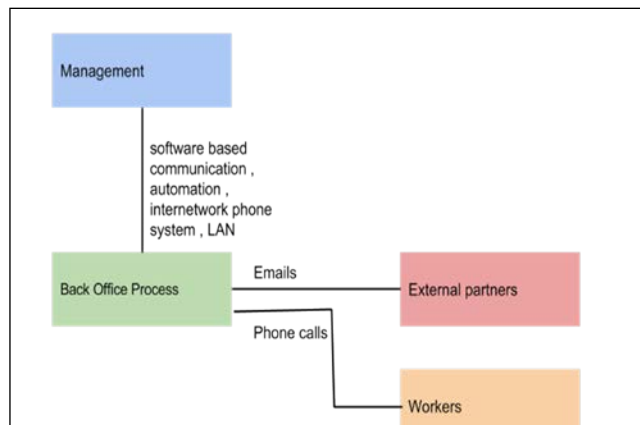 Management
software based
communication ,
automation ,
internetwork phone
system , LAN
Back Office Process
Emails
External partners
Phone calls
Workers